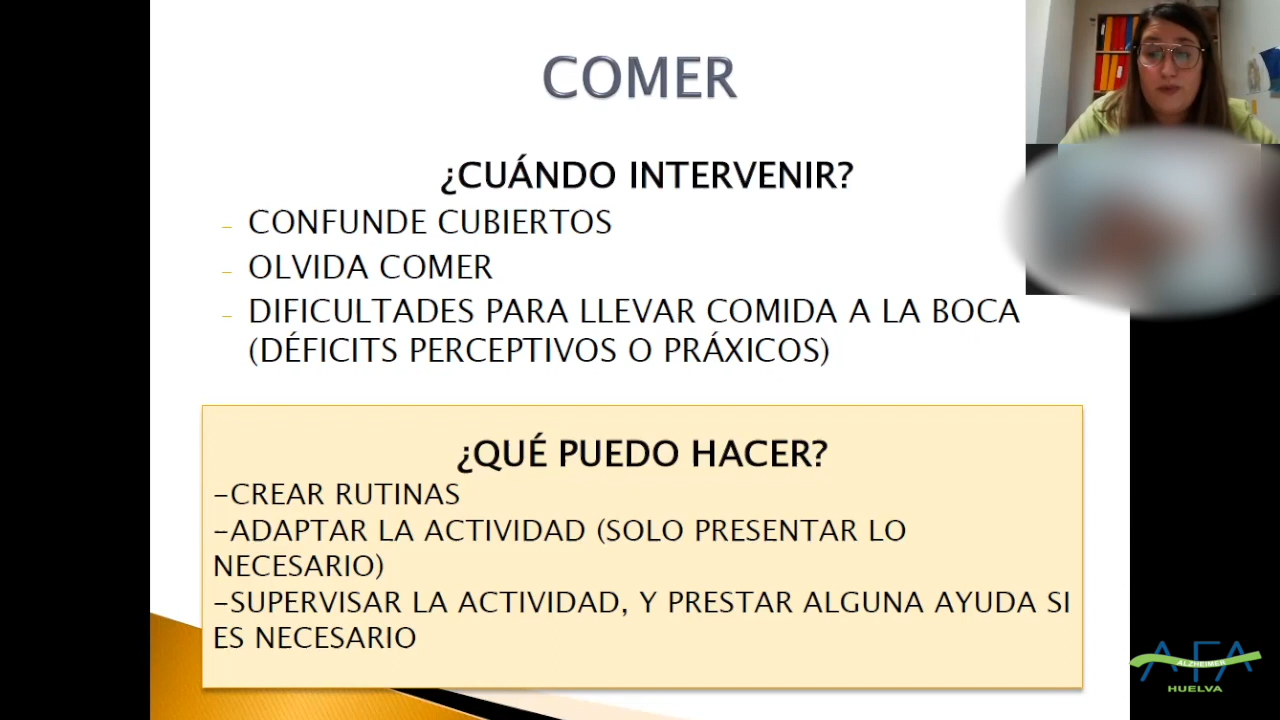 COMER
¿CUÁNDO INTERVENIR?
– CONFUNDE CUBIERTOS
– OLVIDA COMER
– DIFICULTADES PARA LLEVAR COMIDA A LA BOCA
(DÉFICITS PERCEPTIVOS O PRÁXICOS)
¿QUÉ PUEDO HACER?
-CREAR RUTINAS
-ADAPTAR LA ACTIVIDAD (SOLO PRESENTAR LO
NECESARIO)
-SUPERVISAR LA ACTIVIDAD, Y PRESTAR ALGUNA AYUDA SI
ES NECESARIO
AFA
ALZHEIMER
HUELVA